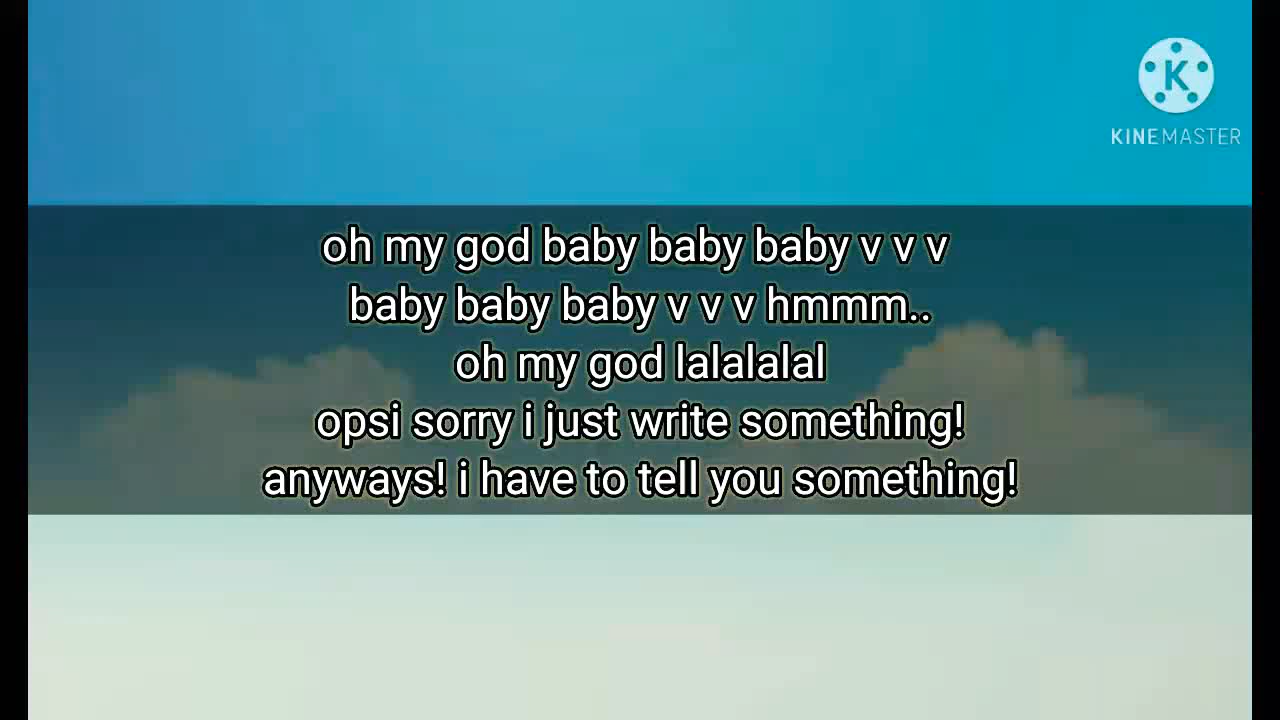 K
KINEMASTER
oh my god baby baby baby v v v
baby baby baby v v v hmmm..
oh my god lalalalal
opsi sorry i just write something!
anyways! i have to tell you something!